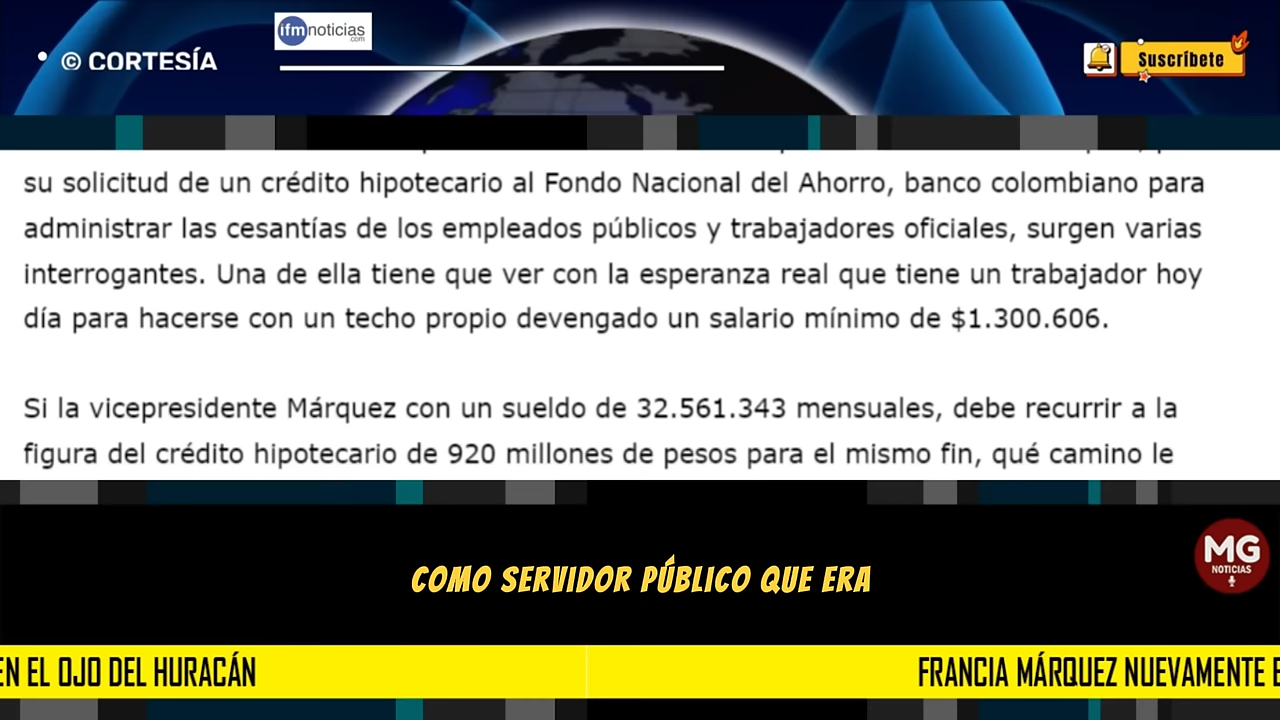 ifmnoticias
.com
© CORTESÍA
Suscríbete
su solicitud de un crédito hipotecario al Fondo Nacional del Ahorro, banco colombiano para
administrar las cesantías de los empleados públicos y trabajadores oficiales, surgen varias
interrogantes. Una de ella tiene que ver con la esperanza real que tiene un trabajador hoy
día para hacerse con un techo propio devengado un salario mínimo de $1.300.606.
Si la vicepresidente Márquez con un sueldo de 32.561.343 mensuales, debe recurrir a la
figura del crédito hipotecario de 920 millones de pesos para el mismo fin, qué camino le
MG
NOTICIAS
COMO SERVIDOR PÚBLICO QUE ERA
EN EL OJO DEL HURACÁN
FRANCIA MÁRQUEZ NUEVAMENTE E